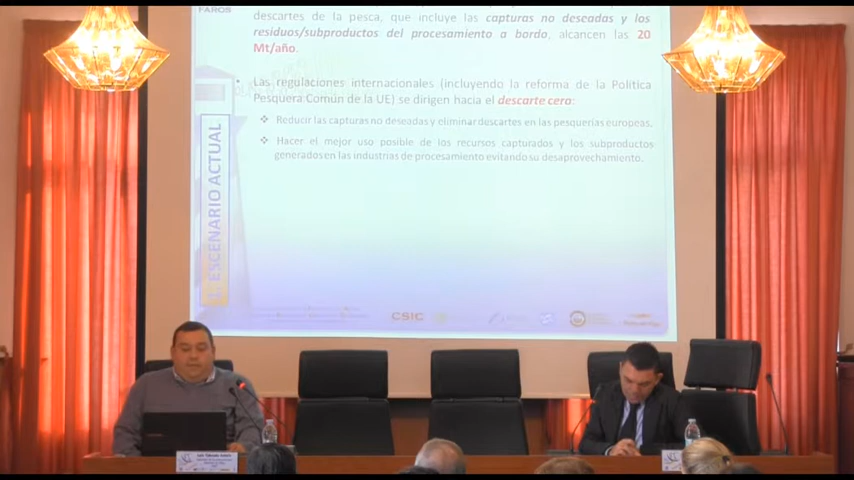 FAROS
descartes de la pesca, que incluye las capturas no deseadas y los
residuos/subproductos del procesamiento a bordo, alcancen las 20
Mt/año.
• Las regulaciones internacionales (incluyendo la reforma de la Política
Pesquera Común de la UE) se dirigen hacia el descarte cero:
❖ Reducir las capturas no deseadas y eliminar descartes en las pesquerías europeas.
❖ Hacer el mejor uso posible de los recursos capturados y los subproductos
generados en las industrias de procesamiento evitando su desaprovechamiento.
ESCENARIO ACTUAL
FAROS
CSIC